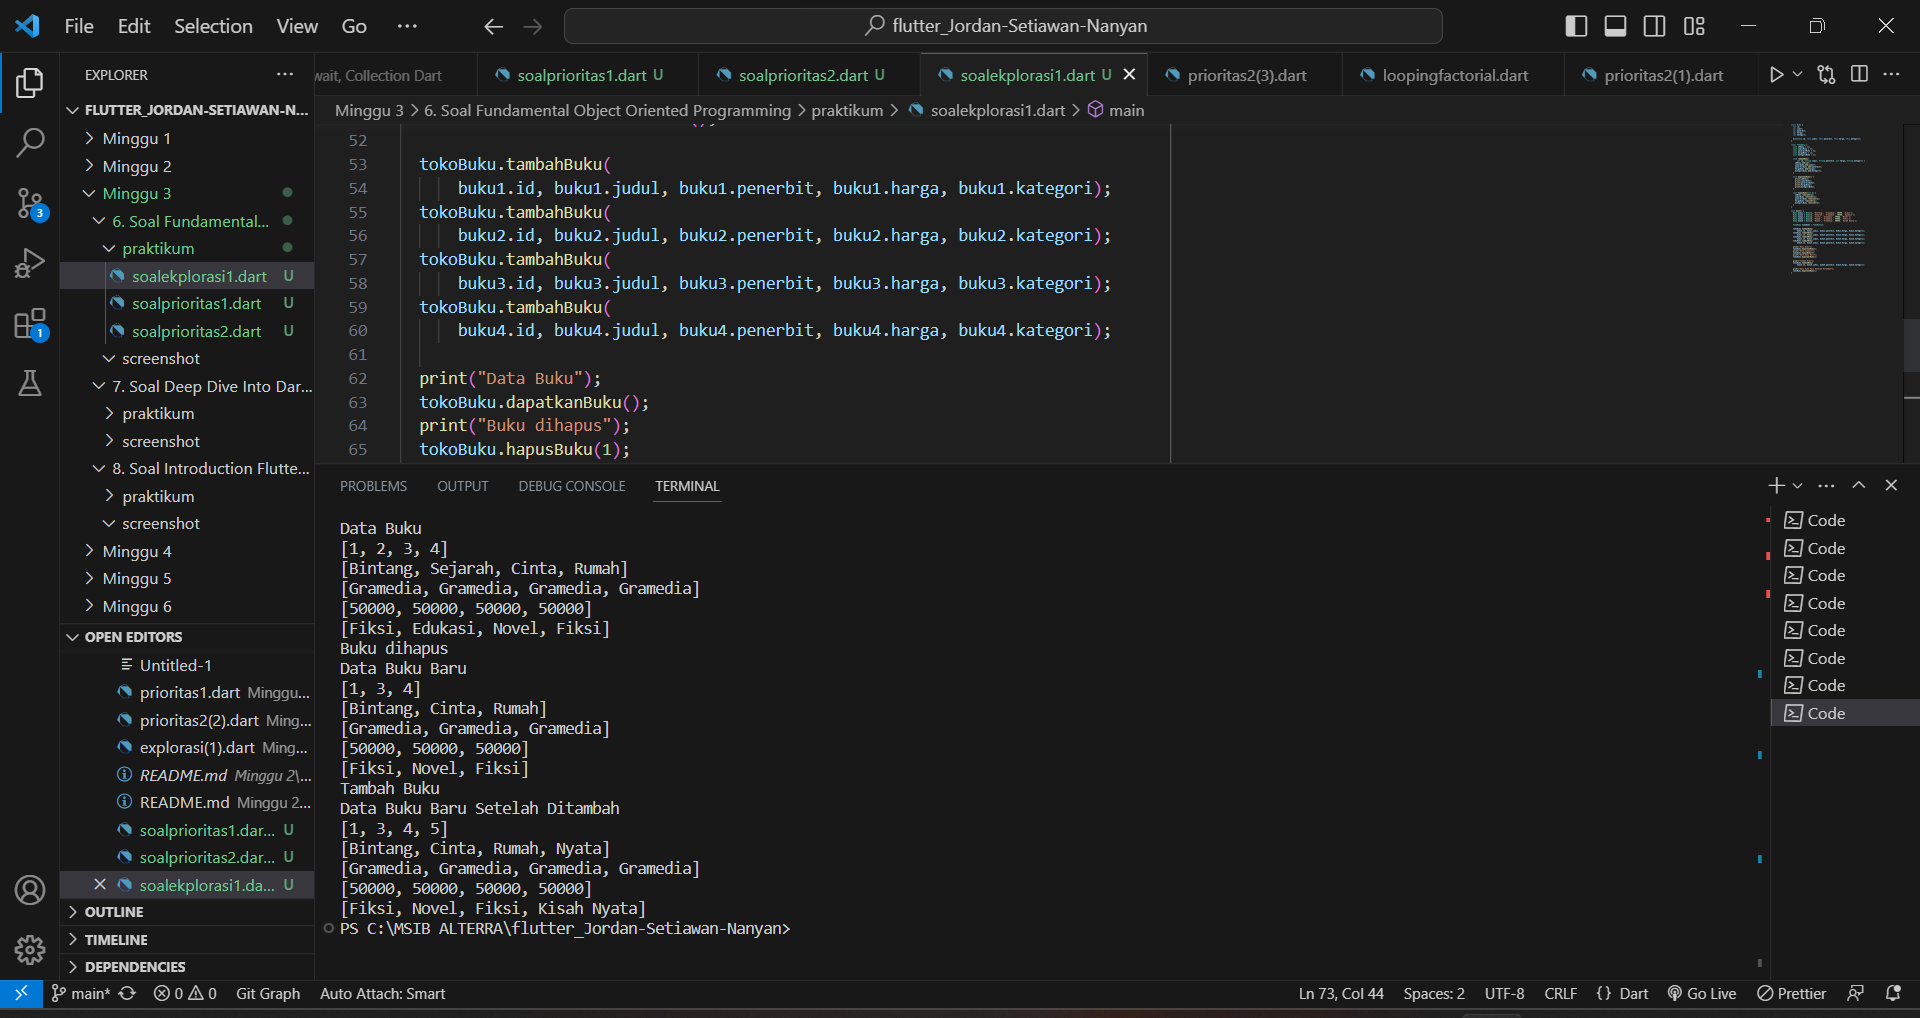 File Edit Selection View Go ··· flutter_Jordan-Setiawan-Nanyan
EXPLORER ···
FLUTTER_JORDAN-SETIAWAN-N...
Minggu 1
Minggu 2
Minggu 3
6. Soal Fundamental...
praktikum
soalekplorasi1.dart U
soalprioritas1.dart U
soalprioritas2.dart U
screenshot
7. Soal Deep Dive Into Dar...
praktikum
screenshot
8. Soal Introduction Flutte...
praktikum
screenshot
Minggu 4
Minggu 5
Minggu 6
OPEN EDITORS
Untitled-1
prioritas1.dart Minggu...
prioritas2(2).dart Ming...
explorasi(1).dart Ming...
README.md Minggu 2\...
README.md Minggu 2...
soalprioritas1.dar... U
soalprioritas2.dar... U
soalekplorasi1.da... U
OUTLINE
TIMELINE
DEPENDENCIES
3
1
wait, Collection Dart soalprioritas1.dart U soalprioritas2.dart U soalekplorasi1.dart U prioritas2(3).dart loopingfactorial.dart prioritas2(1).dart
Minggu 3 > 6. Soal Fundamental Object Oriented Programming > praktikum > soalekplorasi1.dart > main
52
53 tokoBuku.tambahBuku(
54 buku1.id, buku1.judul, buku1.penerbit, buku1.harga, buku1.kategori);
55 tokoBuku.tambahBuku(
56 buku2.id, buku2.judul, buku2.penerbit, buku2.harga, buku2.kategori);
57 tokoBuku.tambahBuku(
58 buku3.id, buku3.judul, buku3.penerbit, buku3.harga, buku3.kategori);
59 tokoBuku.tambahBuku(
60 buku4.id, buku4.judul, buku4.penerbit, buku4.harga, buku4.kategori);
61
62 print("Data Buku");
63 tokoBuku.dapatkanBuku();
64 print("Buku dihapus");
65 tokoBuku.hapusBuku(1);
PROBLEMS OUTPUT DEBUG CONSOLE TERMINAL
Data Buku
[1, 2, 3, 4]
[Bintang, Sejarah, Cinta, Rumah]
[Gramedia, Gramedia, Gramedia, Gramedia]
[50000, 50000, 50000, 50000]
[Fiksi, Edukasi, Novel, Fiksi]
Buku dihapus
Data Buku Baru
[1, 3, 4]
[Bintang, Cinta, Rumah]
[Gramedia, Gramedia, Gramedia]
[50000, 50000, 50000]
[Fiksi, Novel, Fiksi]
Tambah Buku
Data Buku Baru Setelah Ditambah
[1, 3, 4, 5]
[Bintang, Cinta, Rumah, Nyata]
[Gramedia, Gramedia, Gramedia, Gramedia]
[50000, 50000, 50000, 50000]
[Fiksi, Novel, Fiksi, Kisah Nyata]
PS C:\MSIB ALTERRA\flutter_Jordan-Setiawan-Nanyan>
Code
Code
Code
Code
Code
Code
Code
Code
main* 0 0 Git Graph Auto Attach: Smart Ln 73, Col 44 Spaces: 2 UTF-8 CRLF {} Dart Go Live Prettier